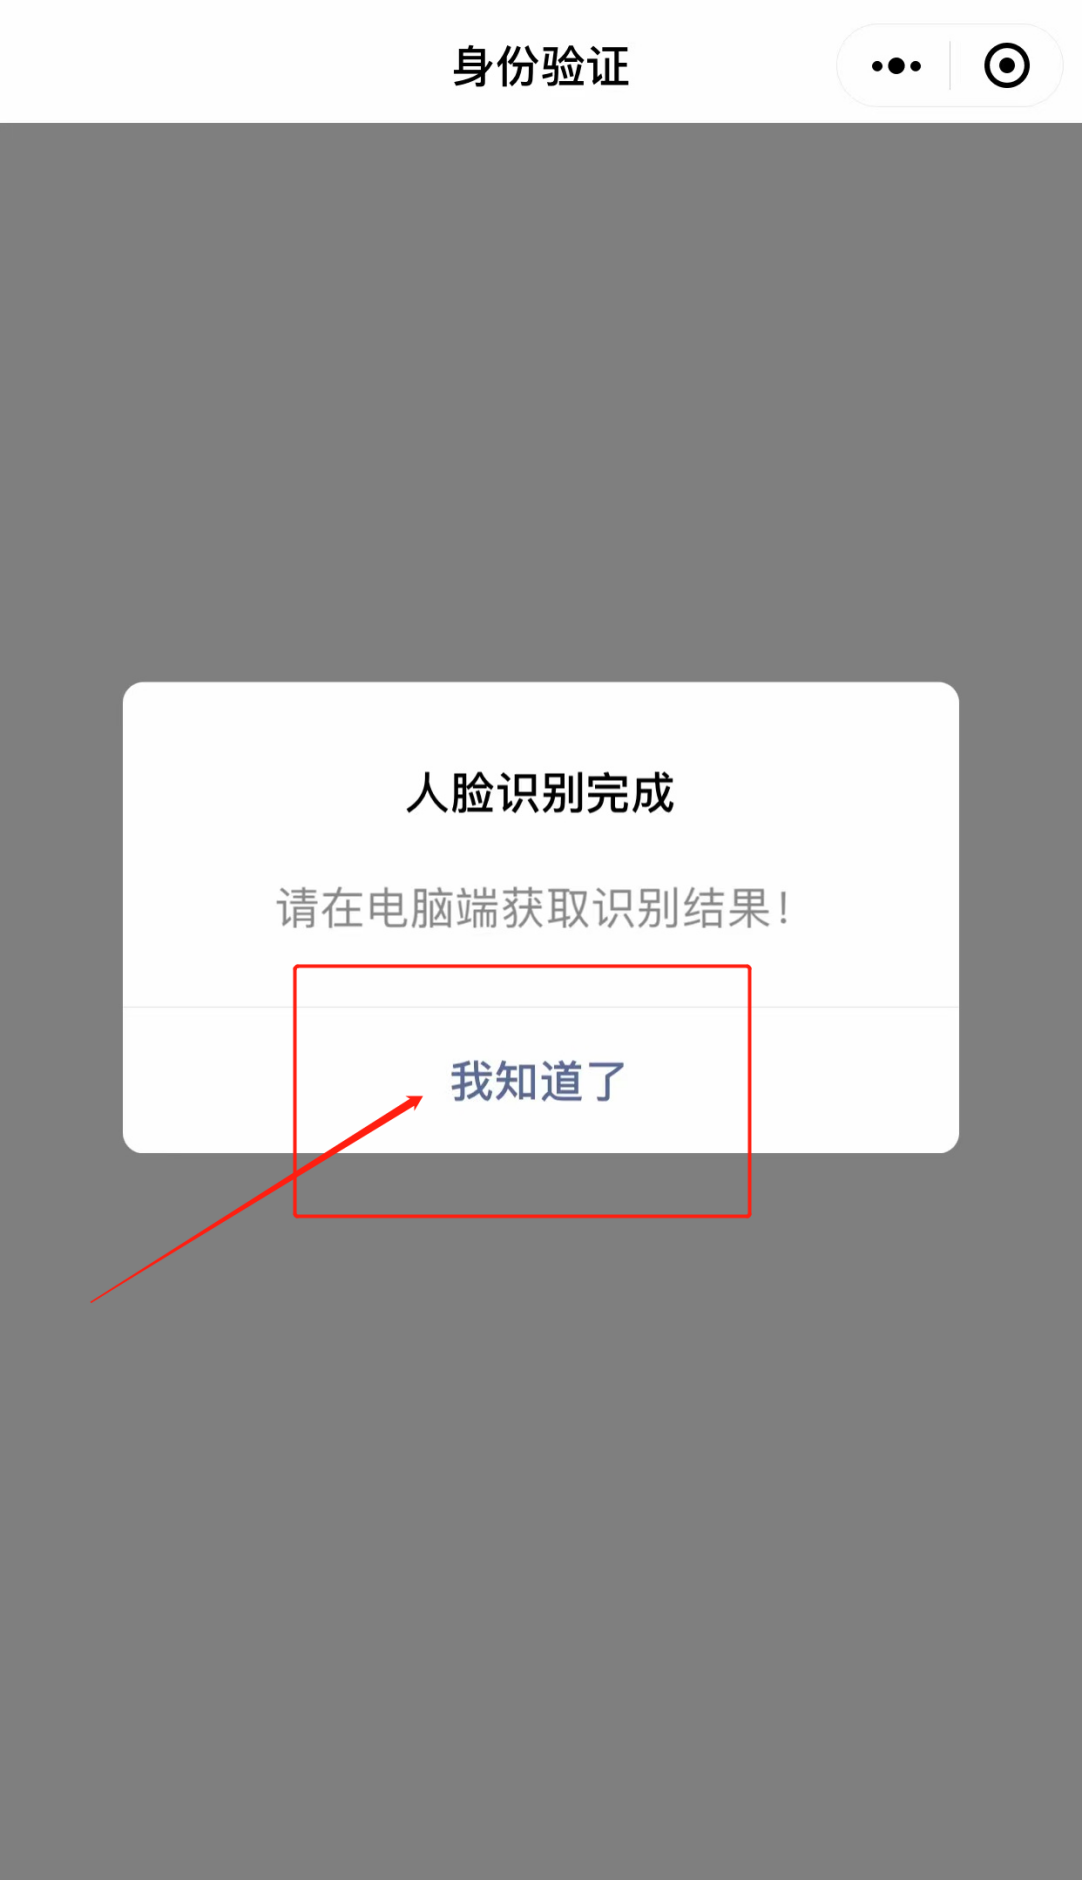 身份验证
人脸识别完成
请在电脑端获取识别结果！
我知道了